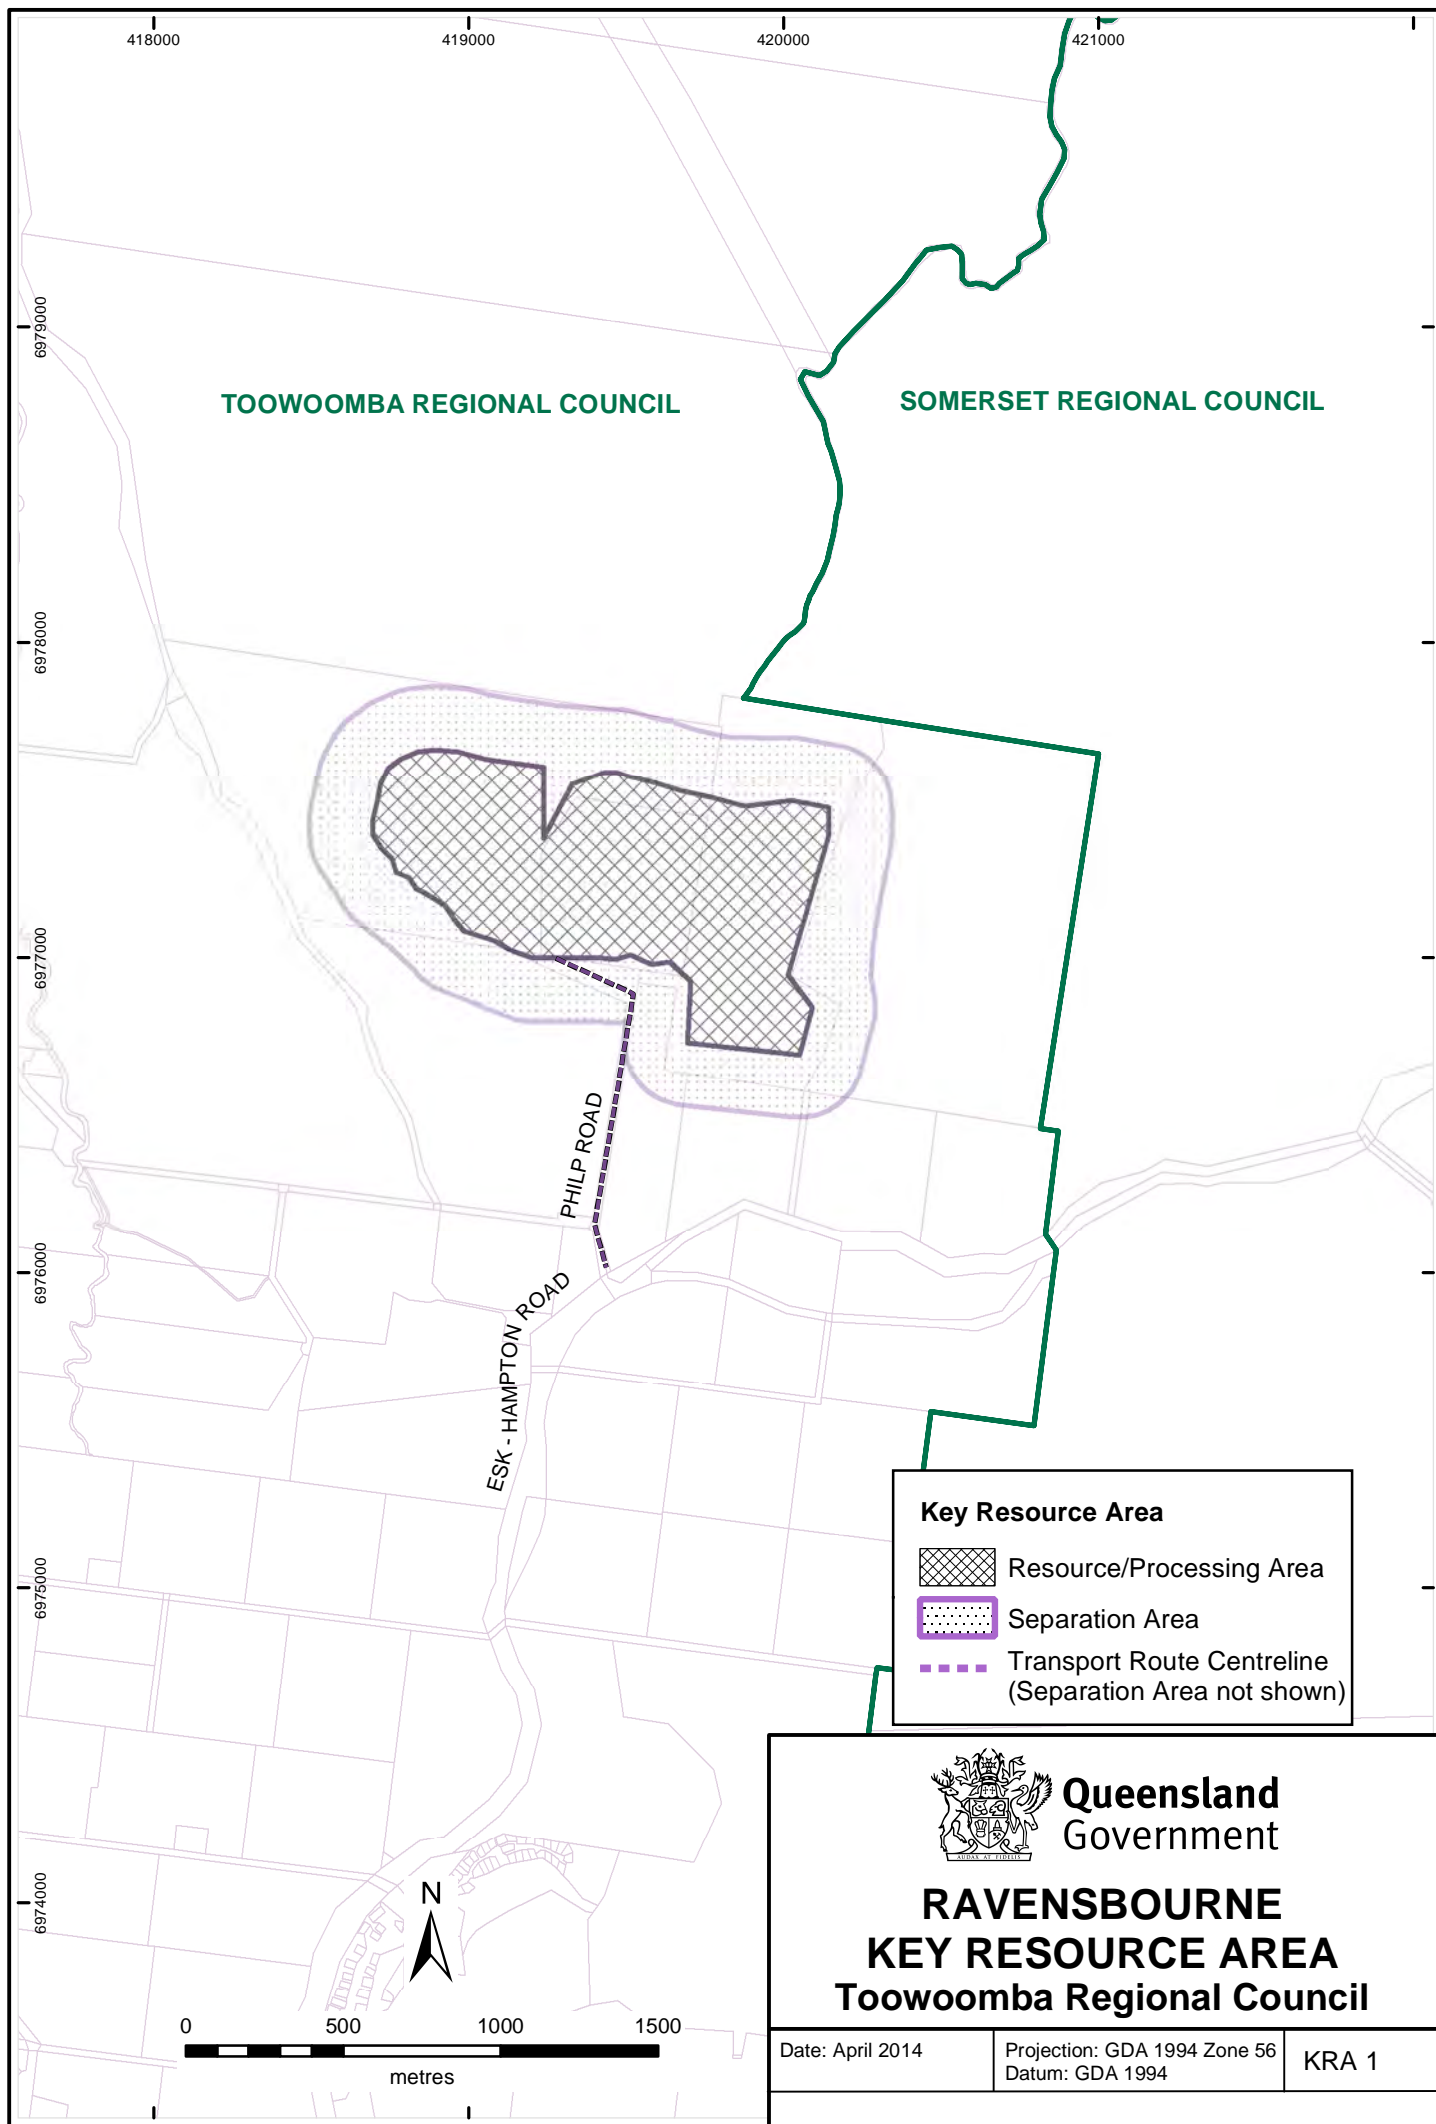 418000
419000
420000
421000
6979000
TOOWOOMBA REGIONAL COUNCIL
SOMERSET REGIONAL COUNCIL
6978000
6977000
PHILP ROAD
6976000
ESK - HAMPTON ROAD
6975000
6974000
Key Resource Area
Resource/Processing Area
Separation Area
Transport Route Centreline
(Separation Area not shown)
N
0 500 1000 1500
metres
AUDAX AT FIDELIS
Queensland
Government
RAVENSBOURNE
KEY RESOURCE AREA
Toowoomba Regional Council
Date: April 2014
Projection: GDA 1994 Zone 56
Datum: GDA 1994
KRA 1